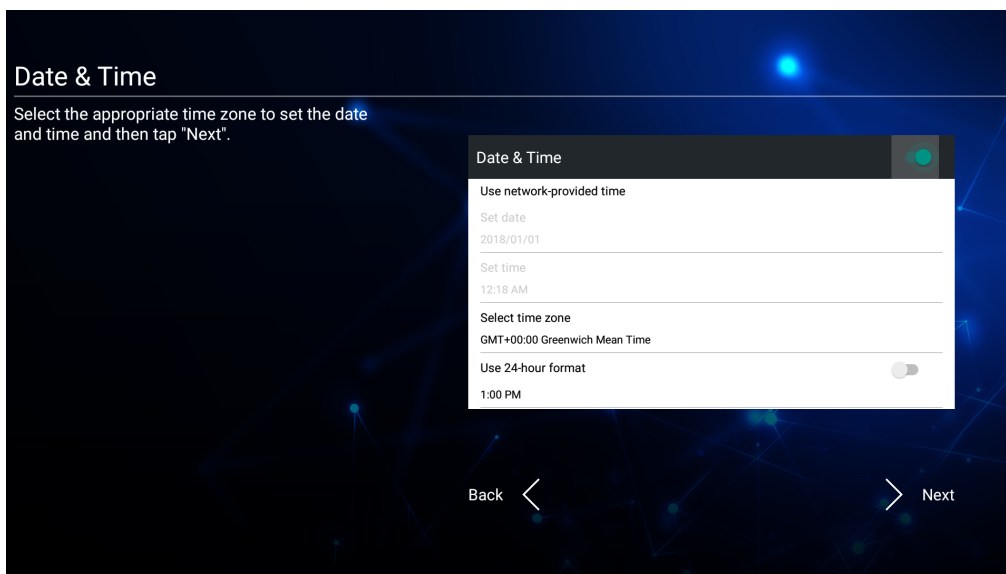 Date & Time
Select the appropriate time zone to set the date
and time and then tap "Next".
Date & Time
Use network-provided time
Set date
2018/01/01
Set time
12:18 AM
Select time zone
GMT+00:00 Greenwich Mean Time
Use 24-hour format
1:00 PM
Back
Next